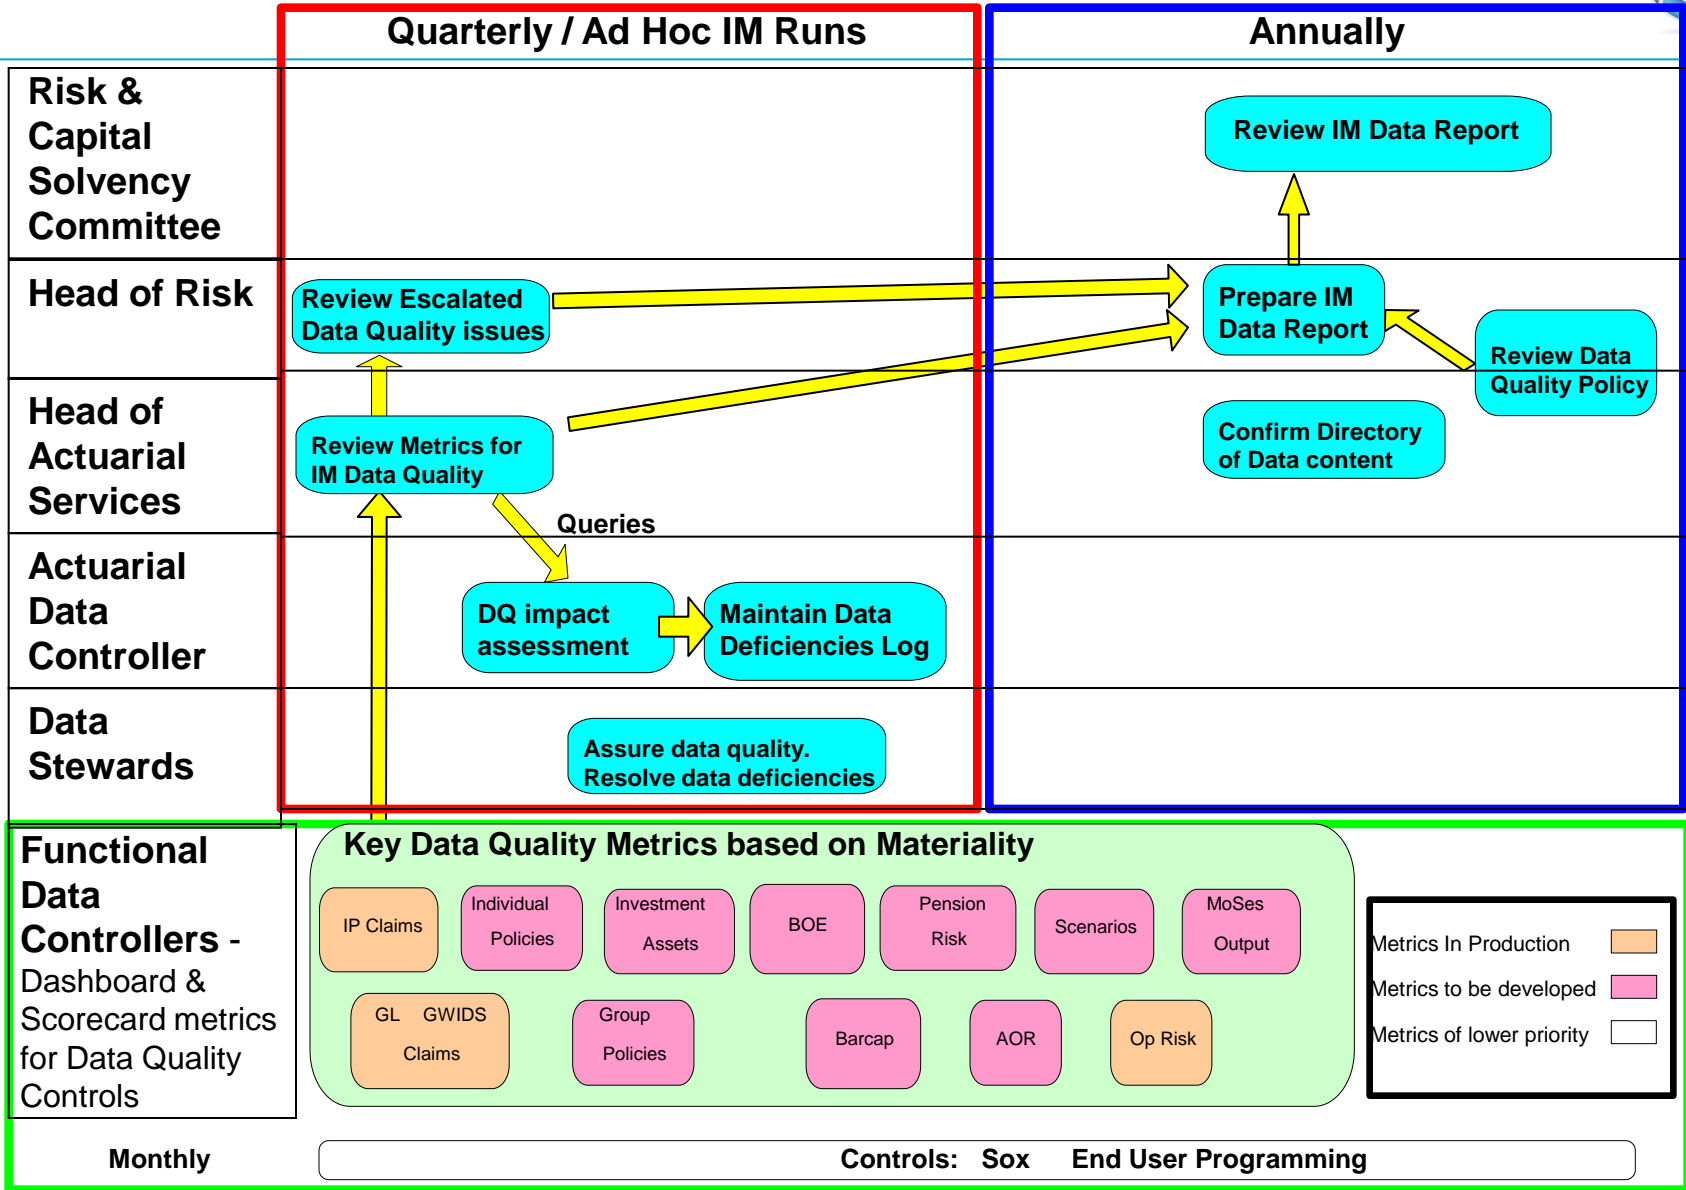 Quarterly / Ad Hoc IM Runs
Annually
Risk &
Capital
Solvency
Committee
Review IM Data Report
Head of Risk
Review Escalated
Data Quality issues
Prepare IM
Data Report
Review Data
Quality Policy
Head of
Actuarial
Services
Review Metrics for
IM Data Quality
Confirm Directory
of Data content
Queries
Actuarial
Data
Controller
DQ impact
assessment
Maintain Data
Deficiencies Log
Data
Stewards
Assure data quality.
Resolve data deficiencies
Functional
Data
Controllers -
Dashboard &
Scorecard metrics
for Data Quality
Controls
Key Data Quality Metrics based on Materiality
IP Claims
Individual
Policies
Investment
Assets
BOE
Pension
Risk
Scenarios
MoSes
Output
GL GWIDS
Claims
Group
Policies
Barcap
AOR
Op Risk
Metrics In Production
Metrics to be developed
Metrics of lower priority
Monthly
Controls: Sox End User Programming